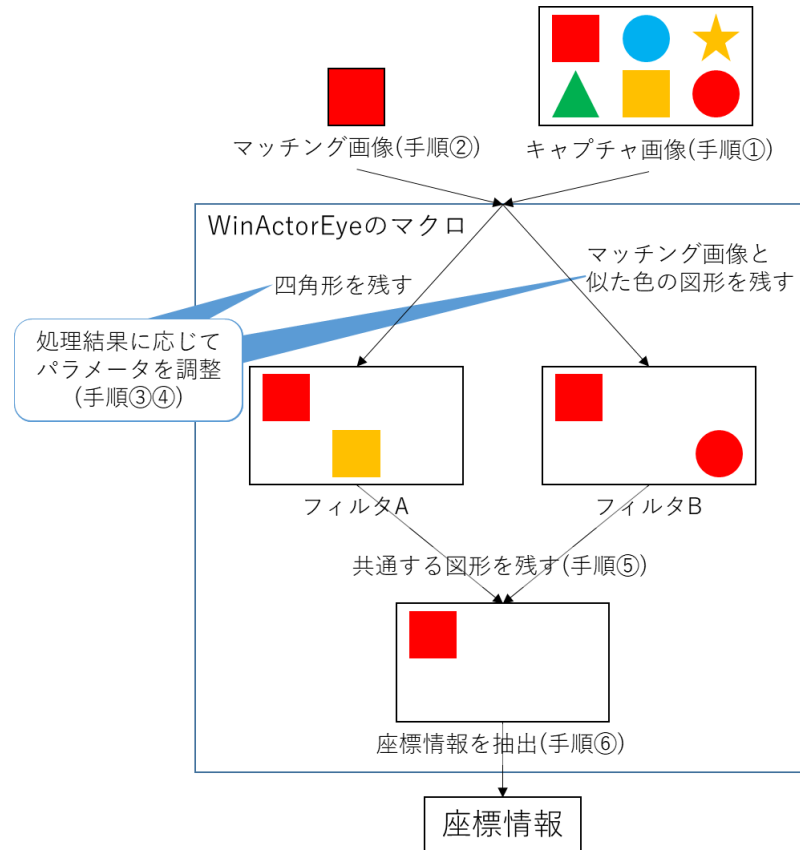 マッチング画像(手順②)
キャプチャ画像(手順①)
WinActorEyeのマクロ
四角形を残す
マッチング画像と
似た色の図形を残す
処理結果に応じて
パラメータを調整
(手順③④)
フィルタA
フィルタB
共通する図形を残す(手順⑤)
座標情報を抽出(手順⑥)
座標情報